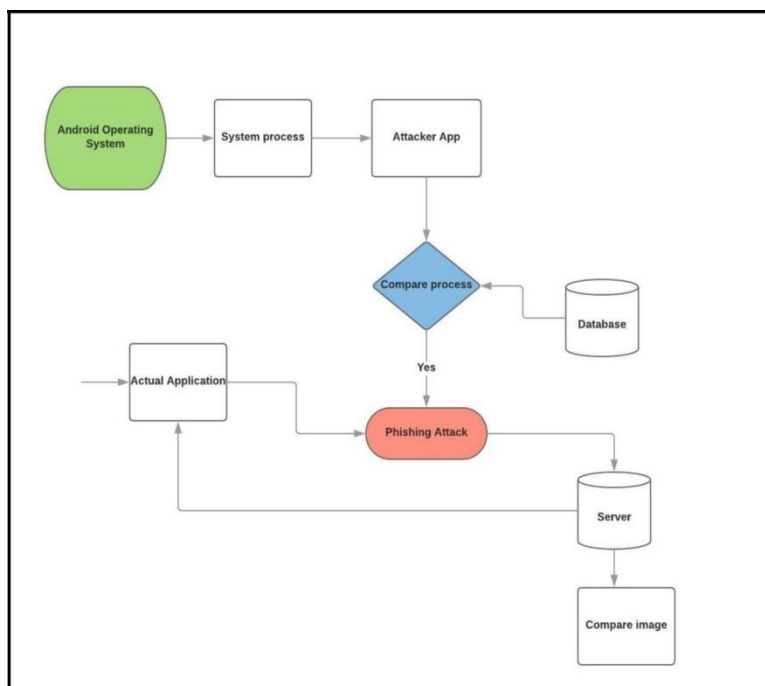 Android Operating
System
System process
Attacker App
Compare process
Database
Yes
Actual Application
Phishing Attack
Server
Compare image